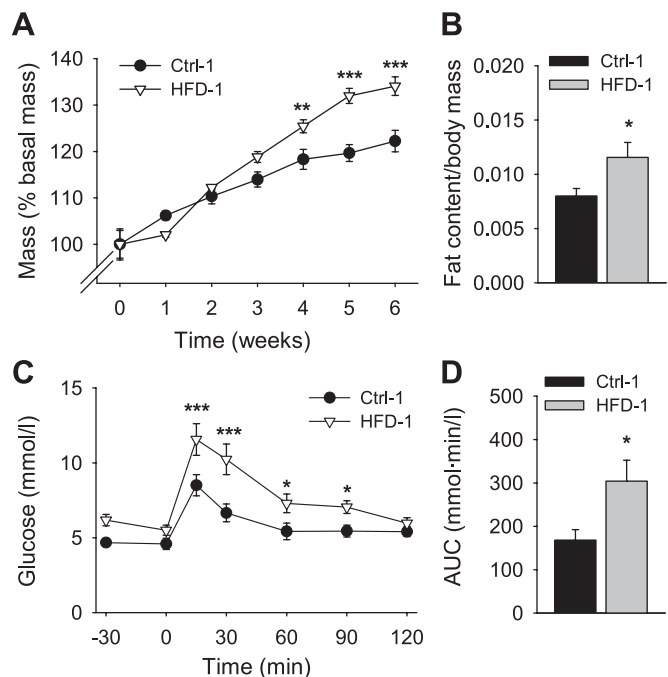 A
Mass (% basal mass)
140
130
120
110
100
Ctrl-1
HFD-1
** *** ***
0 1 2 3 4 5 6
Time (weeks)
B
Fat content/body mass
Ctrl-1
HFD-1
0.020
0.015
0.010
0.005
0.000
*
C
Glucose (mmol/l)
15
10
5
0
Ctrl-1
HFD-1
*** *** * *
-30 0 30 60 90 120
Time (min)
D
AUC (mmol·min/l)
Ctrl-1
HFD-1
500
400
300
200
100
0
*